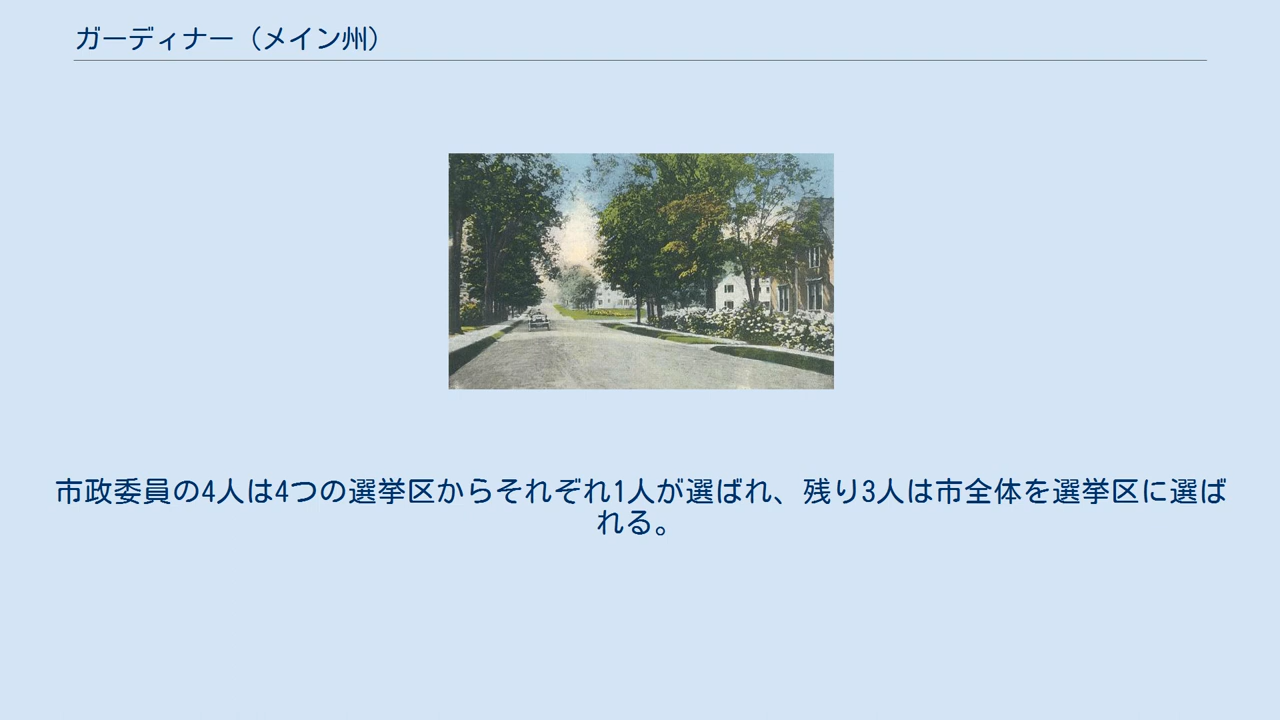 ガーディナー（メイン州）
市政委員の4人は4つの選挙区からそれぞれ1人が選ばれ、残り3人は市全体を選挙区に選ば
れる。